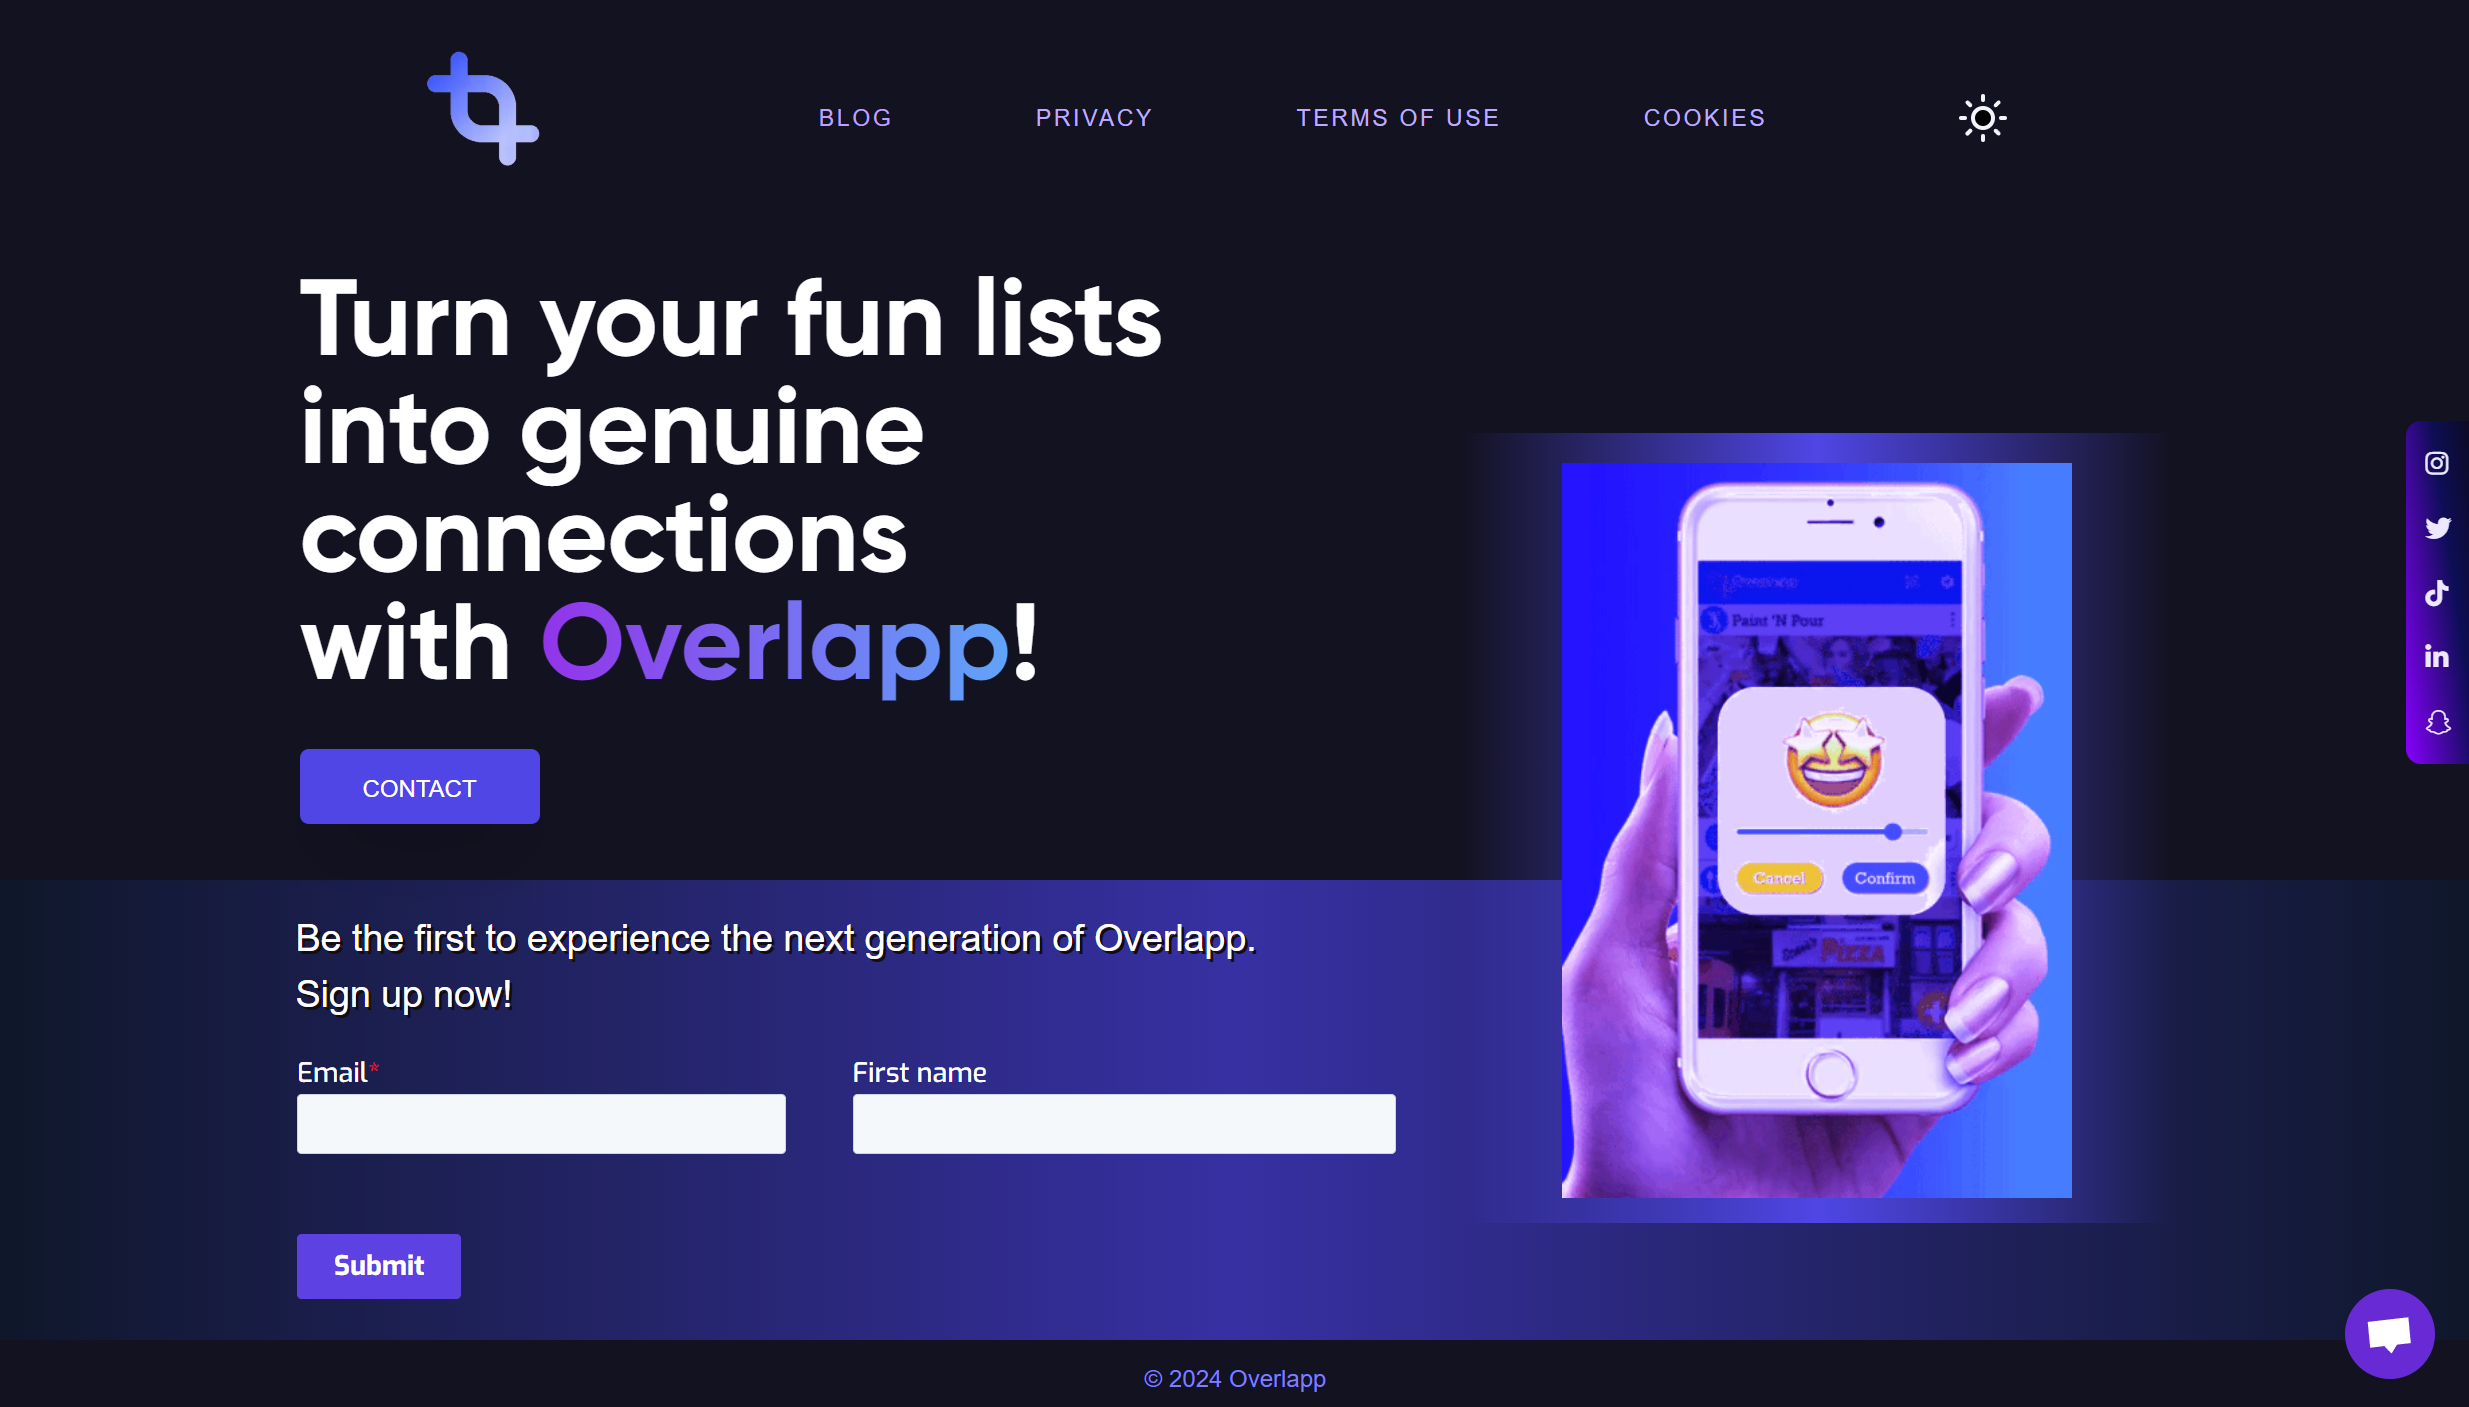 BLOG
PRIVACY
TERMS OF USE
COOKIES
Turn your fun lists
into genuine
connections
with Overlapp!
CONTACT
Paint 'N Pour
Cancel
Confirm
PIZZA
Be the first to experience the next generation of Overlapp.
Sign up now!
Email*
First name
Submit
© 2024 Overlapp